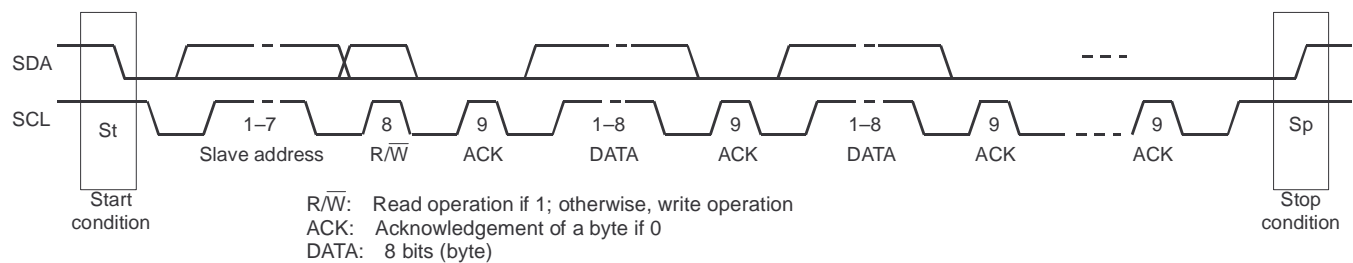 SDA
SCL
St 1–7 8 9 1–8 9 1–8 9 9 Sp
Slave address R/W̅ ACK DATA ACK DATA ACK ACK
Start
condition
Stop
condition
R/W̅: Read operation if 1; otherwise, write operation
ACK: Acknowledgement of a byte if 0
DATA: 8 bits (byte)